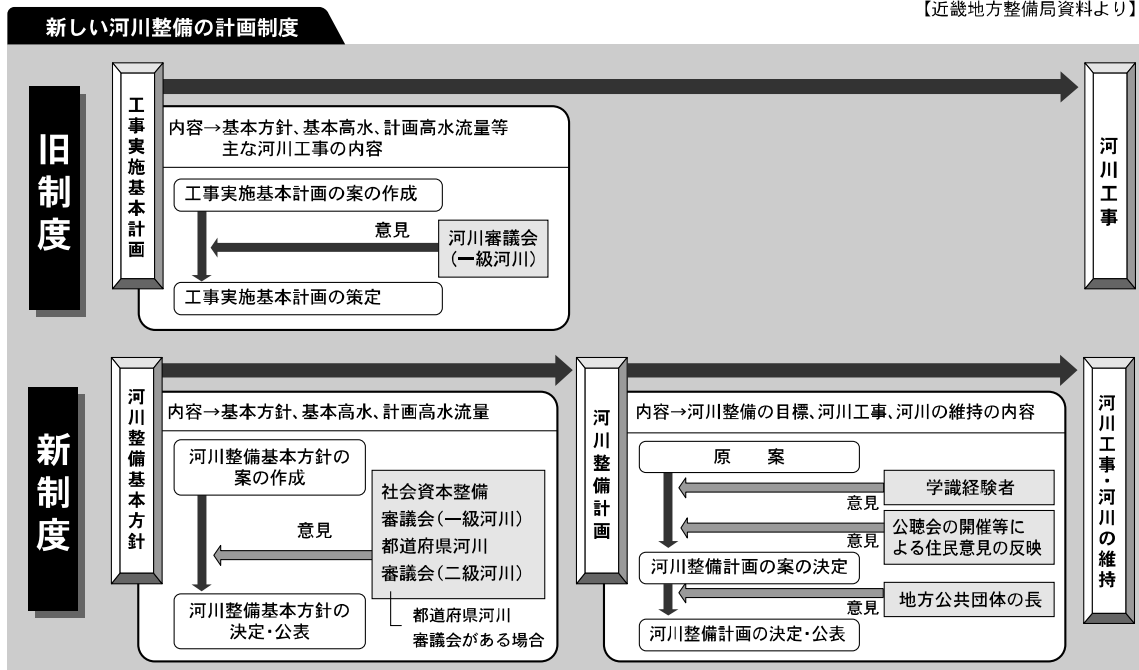 【近畿地方整備局資料より】
新しい河川整備の計画制度
旧制度
工事実施基本計画
内容→基本方針、基本高水、計画高水流量等
主な河川工事の内容
工事実施基本計画の案の作成
意見
河川審議会
(一級河川)
工事実施基本計画の策定
河川工事
新制度
河川整備基本方針
内容→基本方針、基本高水、計画高水流量
河川整備基本方針の
案の作成
意見
社会資本整備
審議会(一級河川)
都道府県河川
審議会(二級河川)
都道府県河川
審議会がある場合
河川整備基本方針の
決定・公表
河川整備計画
内容→河川整備の目標、河川工事、河川の維持の内容
原 案
意見
学識経験者
意見
公聴会の開催等に
よる住民意見の反映
河川整備計画の案の決定
意見
地方公共団体の長
河川整備計画の決定・公表
河川工事・河川の維持